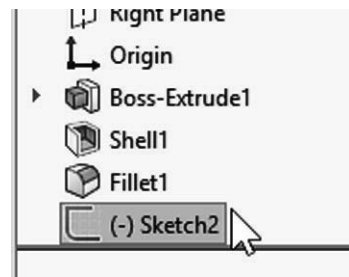 Right Plane
Origin
Boss-Extrude1
Shell1
Fillet1
(-) Sketch2